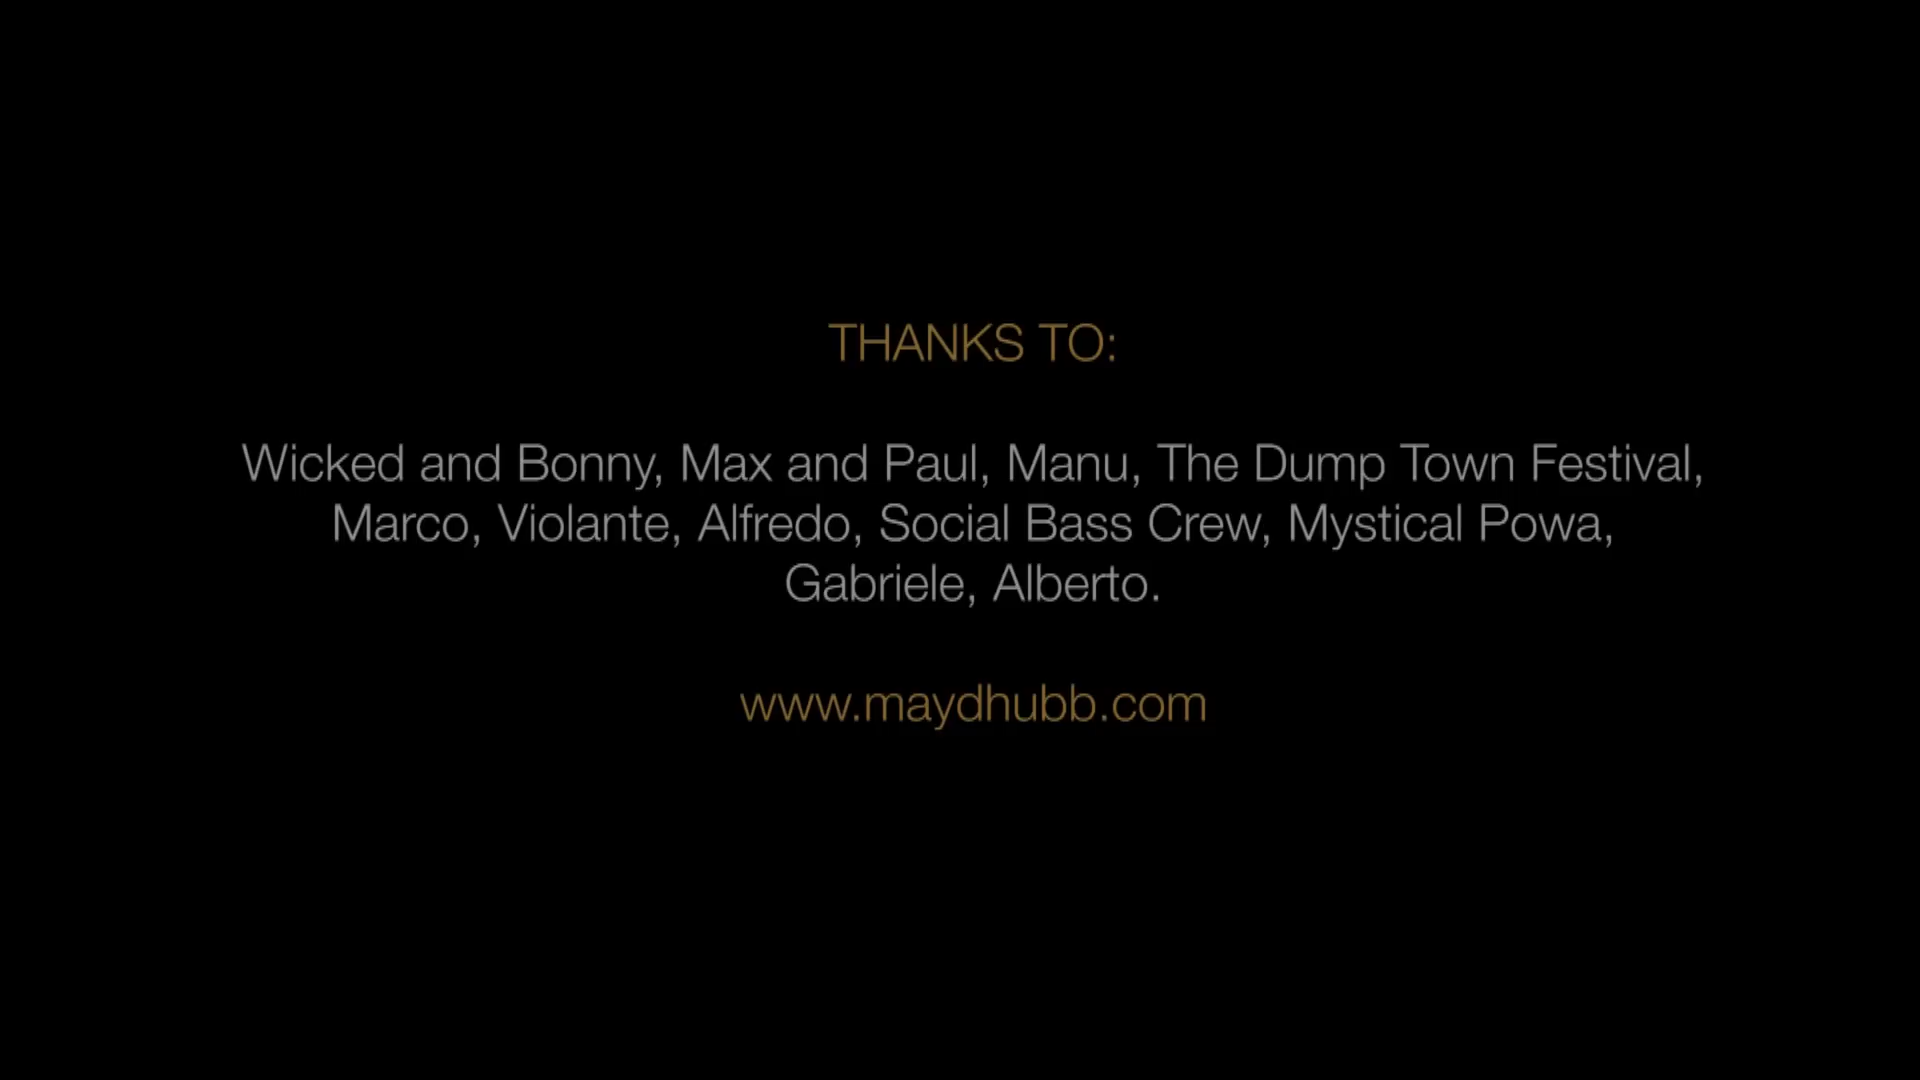 THANKS TO:
Wicked and Bonny, Max and Paul, Manu, The Dump Town Festival,
Marco, Violante, Alfredo, Social Bass Crew, Mystical Powa,
Gabriele, Alberto.
www.maydhubb.com